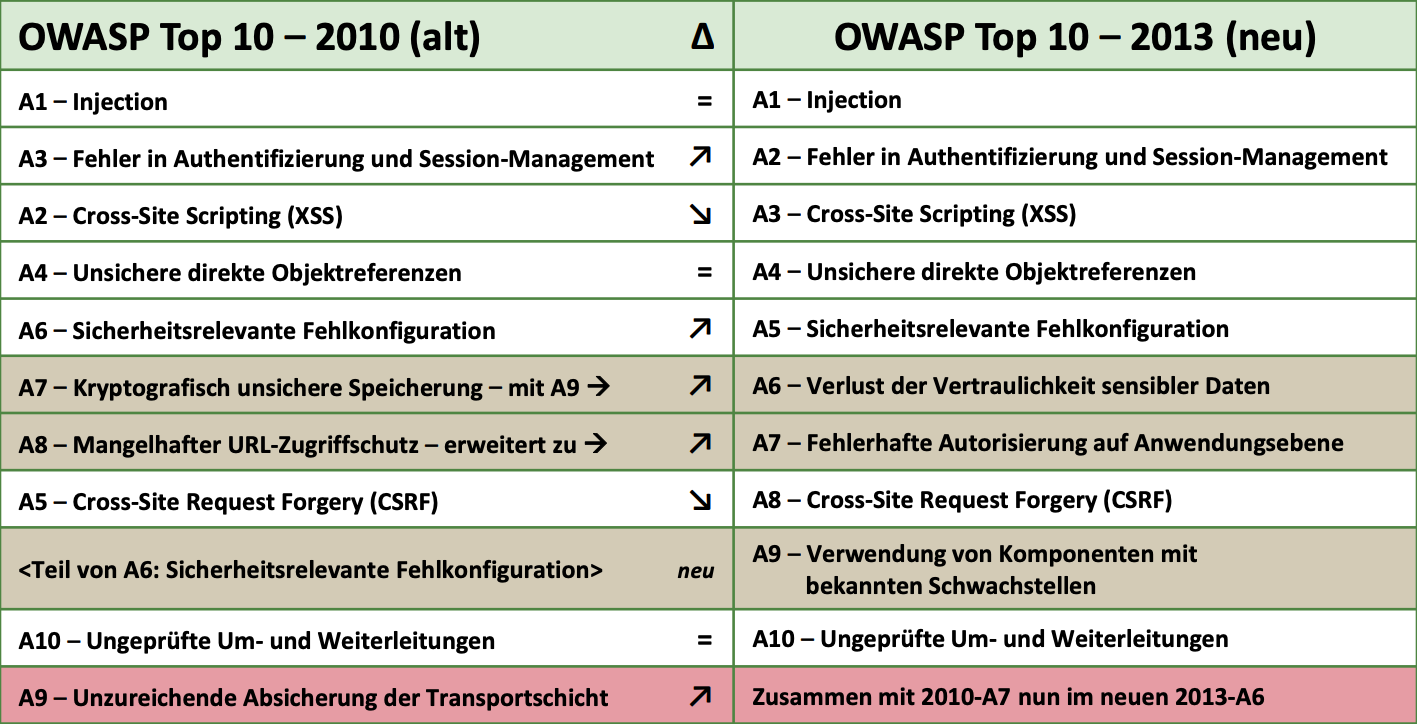 OWASP Top 10 – 2010 (alt) Δ OWASP Top 10 – 2013 (neu)
A1 – Injection = A1 – Injection
A3 – Fehler in Authentifizierung und Session-Management ↗ A2 – Fehler in Authentifizierung und Session-Management
A2 – Cross-Site Scripting (XSS) ↘ A3 – Cross-Site Scripting (XSS)
A4 – Unsichere direkte Objektreferenzen = A4 – Unsichere direkte Objektreferenzen
A6 – Sicherheitsrelevante Fehlkonfiguration ↗ A5 – Sicherheitsrelevante Fehlkonfiguration
A7 – Kryptografisch unsichere Speicherung – mit A9 → ↗ A6 – Verlust der Vertraulichkeit sensibler Daten
A8 – Mangelhafter URL-Zugriffschutz – erweitert zu → ↗ A7 – Fehlerhafte Autorisierung auf Anwendungsebene
A5 – Cross-Site Request Forgery (CSRF) ↘ A8 – Cross-Site Request Forgery (CSRF)
<Teil von A6: Sicherheitsrelevante Fehlkonfiguration> neu A9 – Verwendung von Komponenten mit
bekannten Schwachstellen
A10 – Ungeprüfte Um- und Weiterleitungen = A10 – Ungeprüfte Um- und Weiterleitungen
A9 – Unzureichende Absicherung der Transportschicht ↗ Zusammen mit 2010-A7 nun im neuen 2013-A6